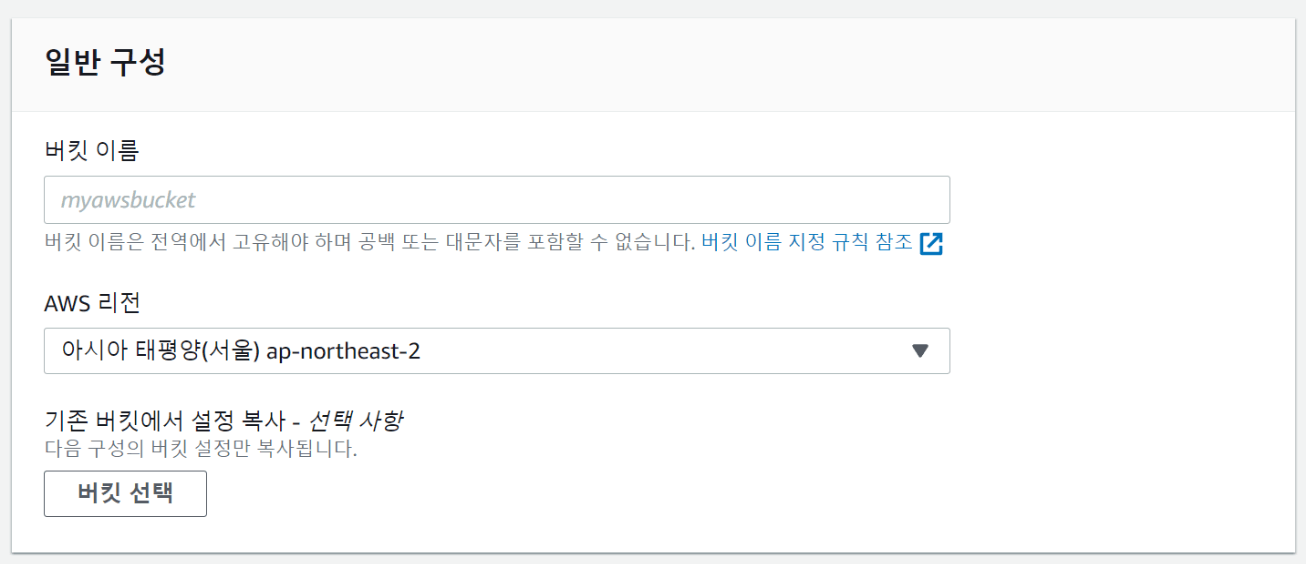 일반 구성
버킷 이름
myawsbucket
버킷 이름은 전역에서 고유해야 하며 공백 또는 대문자를 포함할 수 없습니다. 버킷 이름 지정 규칙 참조
AWS 리전
아시아 태평양(서울) ap-northeast-2
기존 버킷에서 설정 복사 - 선택 사항
다음 구성의 버킷 설정만 복사됩니다.
버킷 선택